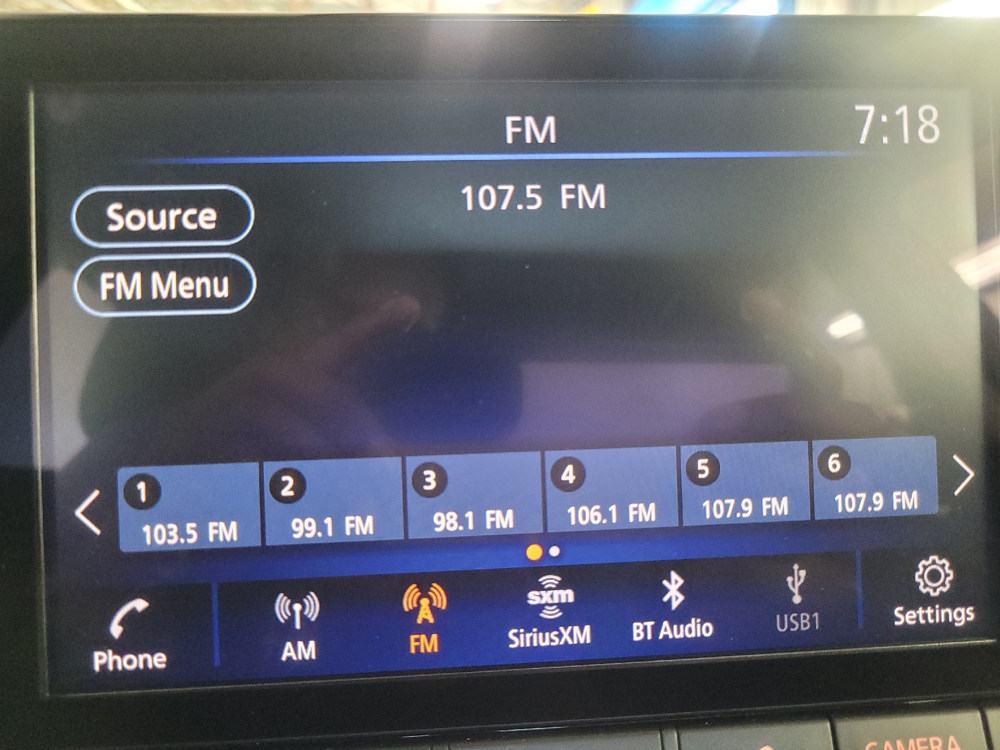 FM
7:18
107.5 FM
Source
FM Menu
1
2
3
4
5
6
103.5 FM
99.1 FM
98.1 FM
106.1 FM
107.9 FM
107.9 FM
Phone
AM
FM
sxm
SiriusXM
BT Audio
USB1
Settings
CAMERA